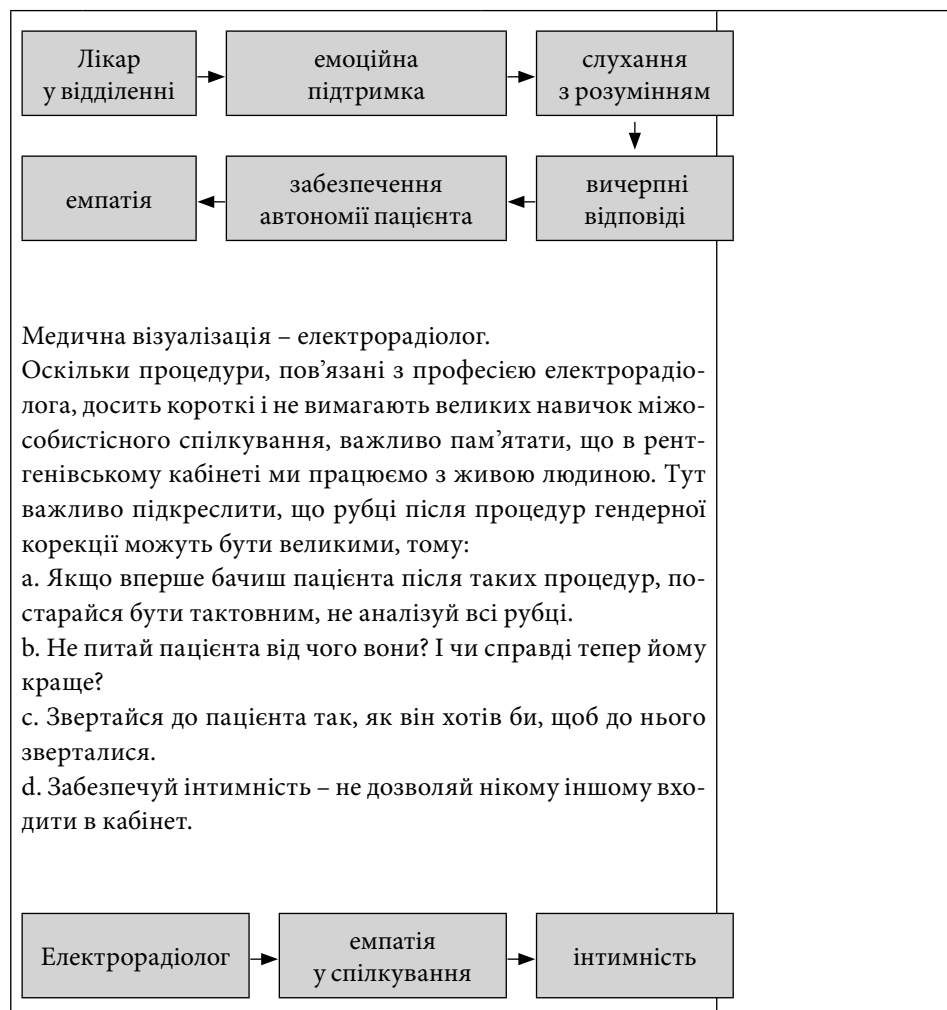 Лікар
у відділенні
емоційна
підтримка
слухання
з розумінням
вичерпні
відповіді
забезпечення
автономії пацієнта
емпатія
Медична візуалізація – електрорадіолог.
Оскільки процедури, пов’язані з професією електрорадіо-
лога, досить короткі і не вимагають великих навичок міжо-
собистісного спілкування, важливо пам’ятати, що в рент-
генівському кабінеті ми працюємо з живою людиною. Тут
важливо підкреслити, що рубці після процедур гендерної
корекції можуть бути великими, тому:
a. Якщо вперше бачиш пацієнта після таких процедур, по-
старайся бути тактовним, не аналізуй всі рубці.
b. Не питай пацієнта від чого вони? І чи справді тепер йому
краще?
c. Звертайся до пацієнта так, як він хотів би, щоб до нього
зверталися.
d. Забезпечуй інтимність – не дозволяй нікому іншому вхо-
дити в кабінет.
Електрорадіолог
емпатія
у спілкування
інтимність